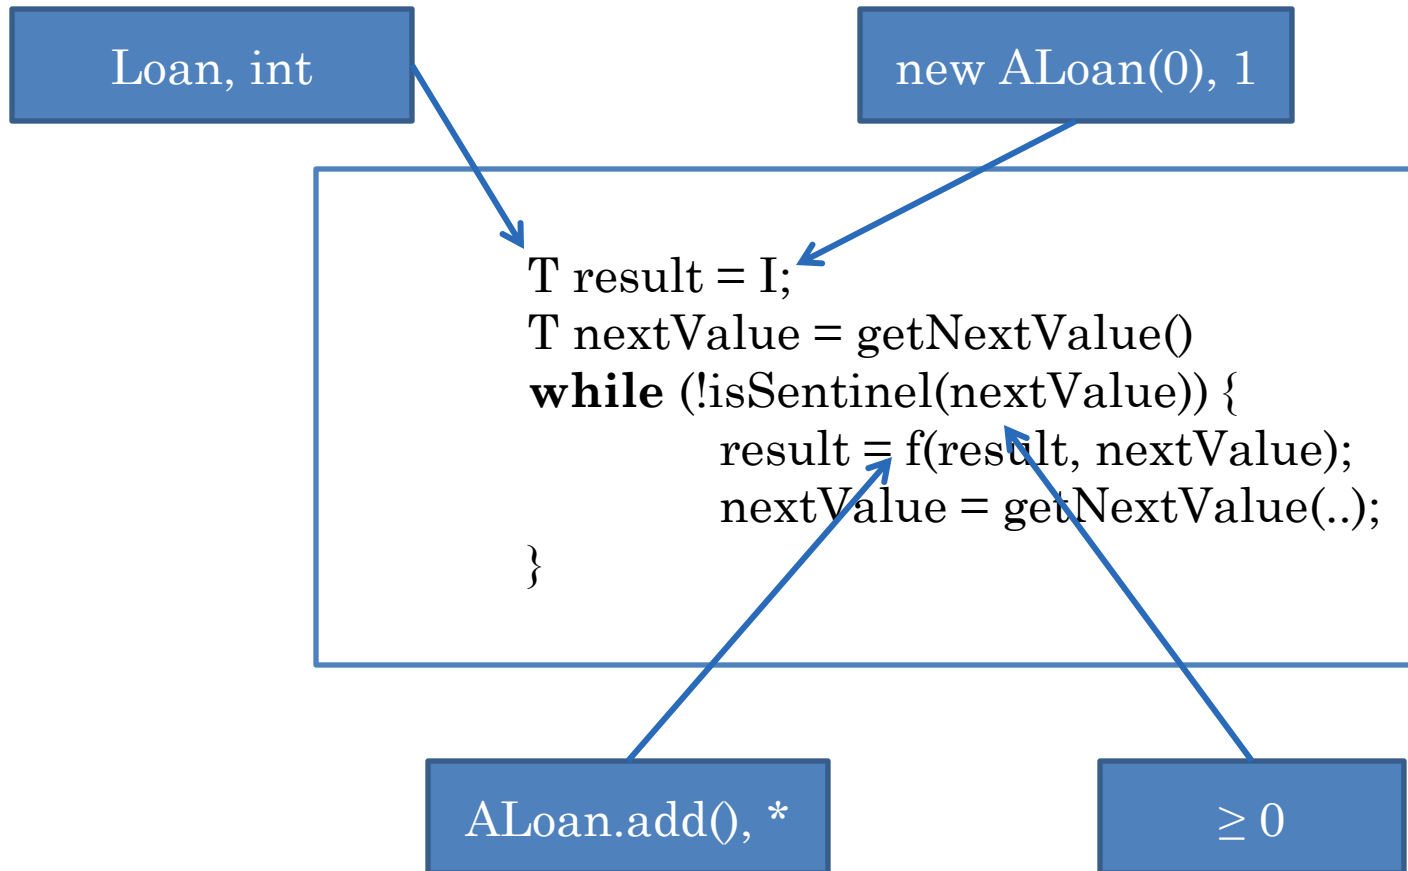 Loan, int
new ALoan(0), 1
T result = I;
T nextValue = getNextValue()
while (!isSentinel(nextValue)) {
result = f(result, nextValue);
nextValue = getNextValue(..);
}
ALoan.add(), *
≥ 0